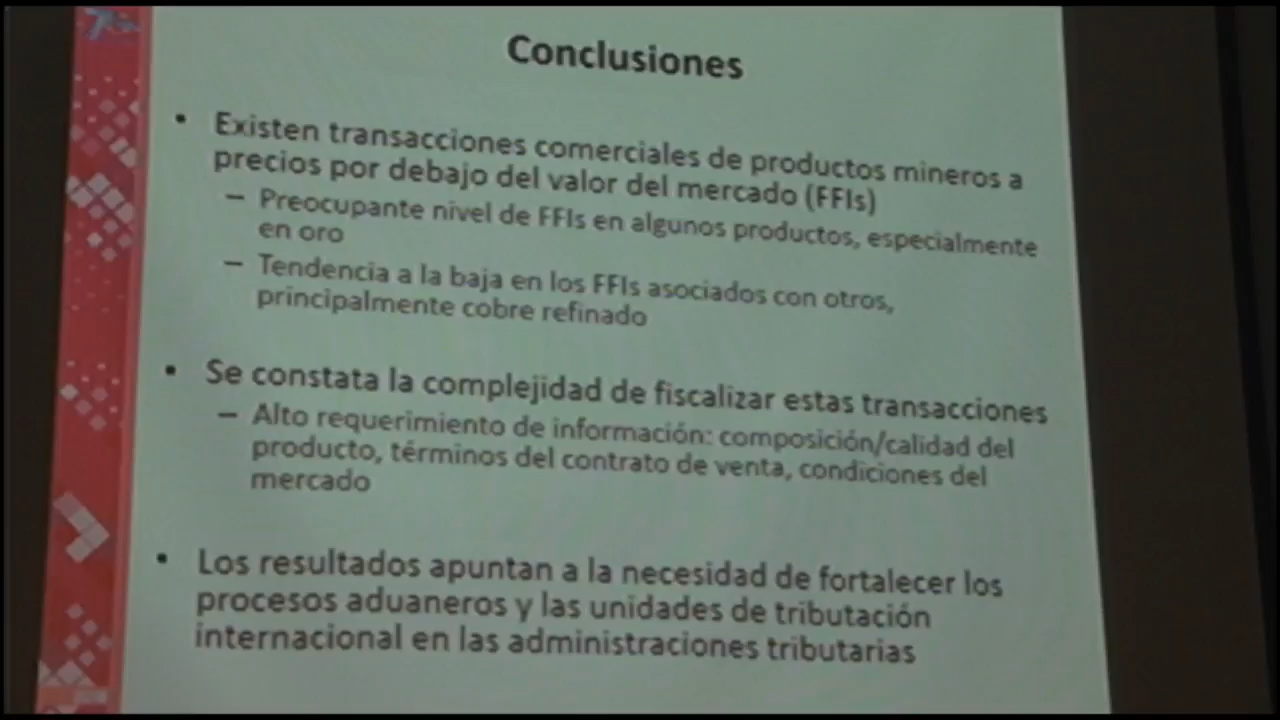 Conclusiones
• Existen transacciones comerciales de productos mineros a
precios por debajo del valor del mercado (FFIs)
– Preocupante nivel de FFIs en algunos productos, especialmente
en oro
– Tendencia a la baja en los FFIs asociados con otros,
principalmente cobre refinado
• Se constata la complejidad de fiscalizar estas transacciones
– Alto requerimiento de información: composición/calidad del
producto, términos del contrato de venta, condiciones del
mercado
• Los resultados apuntan a la necesidad de fortalecer los
procesos aduaneros y las unidades de tributación
internacional en las administraciones tributarias